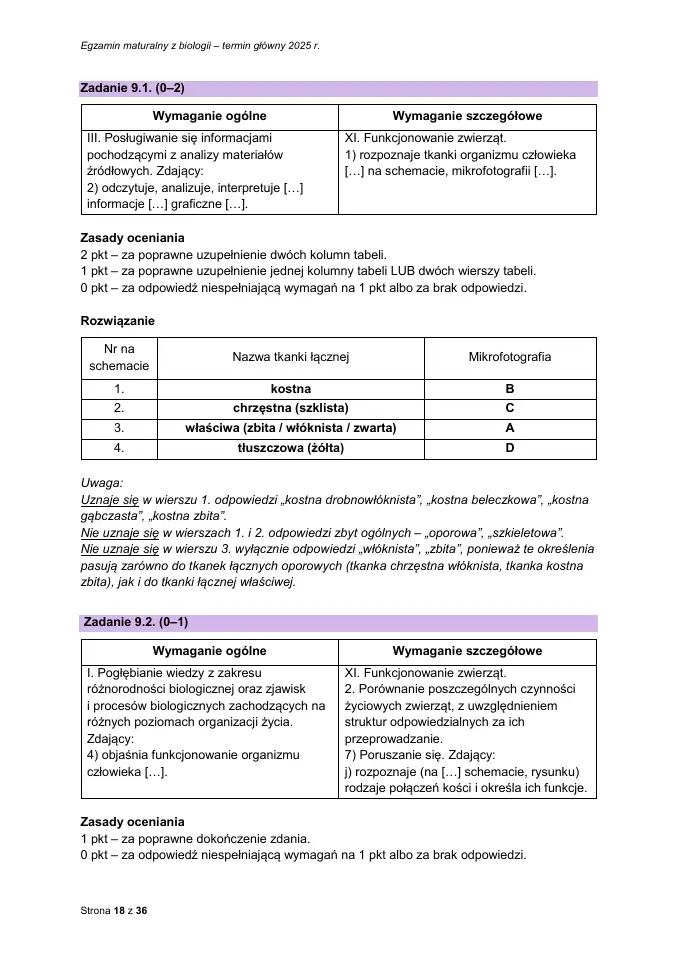 Egzamin maturalny z biologii – termin główny 2025 r.
Zadanie 9.1. (0–2)
Wymaganie ogólne
Wymaganie szczegółowe
III. Posługiwanie się informacjami
pochodzącymi z analizy materiałów
źródłowych. Zdający:
2) odczytuje, analizuje, interpretuje […]
informacje […] graficzne […].
XI. Funkcjonowanie zwierząt.
1) rozpoznaje tkanki organizmu człowieka
[…] na schemacie, mikrofotografii […].
Zasady oceniania
2 pkt – za poprawne uzupełnienie dwóch kolumn tabeli.
1 pkt – za poprawne uzupełnienie jednej kolumny tabeli LUB dwóch wierszy tabeli.
0 pkt – za odpowiedź niespełniającą wymagań na 1 pkt albo za brak odpowiedzi.
Rozwiązanie
Nr na
schemacie
Nazwa tkanki łącznej
Mikrofotografia
1. kostna B
2. chrzęstna (szklista) C
3. właściwa (zbita / włóknista / zwarta) A
4. tłuszczowa (żółta) D
Uwaga:
Uznaje się w wierszu 1. odpowiedzi „kostna drobnowłóknista”, „kostna beleczkowa”, „kostna
gąbczasta”, „kostna zbita”.
Nie uznaje się w wierszach 1. i 2. odpowiedzi zbyt ogólnych – „oporowa”, „szkieletowa”.
Nie uznaje się w wierszu 3. wyłącznie odpowiedzi „włóknista”, „zbita”, ponieważ te określenia
pasują zarówno do tkanek łącznych oporowych (tkanka chrzęstna włóknista, tkanka kostna
zbita), jak i do tkanki łącznej właściwej.
Zadanie 9.2. (0–1)
Wymaganie ogólne
Wymaganie szczegółowe
I. Pogłębianie wiedzy z zakresu
różnorodności biologicznej oraz zjawisk
i procesów biologicznych zachodzących na
różnych poziomach organizacji życia.
Zdający:
4) objaśnia funkcjonowanie organizmu
człowieka […].
XI. Funkcjonowanie zwierząt.
2. Porównanie poszczególnych czynności
życiowych zwierząt, z uwzględnieniem
struktur odpowiedzialnych za ich
przeprowadzanie.
7) Poruszanie się. Zdający:
j) rozpoznaje (na […] schemacie, rysunku)
rodzaje połączeń kości i określa ich funkcje.
Zasady oceniania
1 pkt – za poprawne dokończenie zdania.
0 pkt – za odpowiedź niespełniającą wymagań na 1 pkt albo za brak odpowiedzi.
Strona 18 z 36